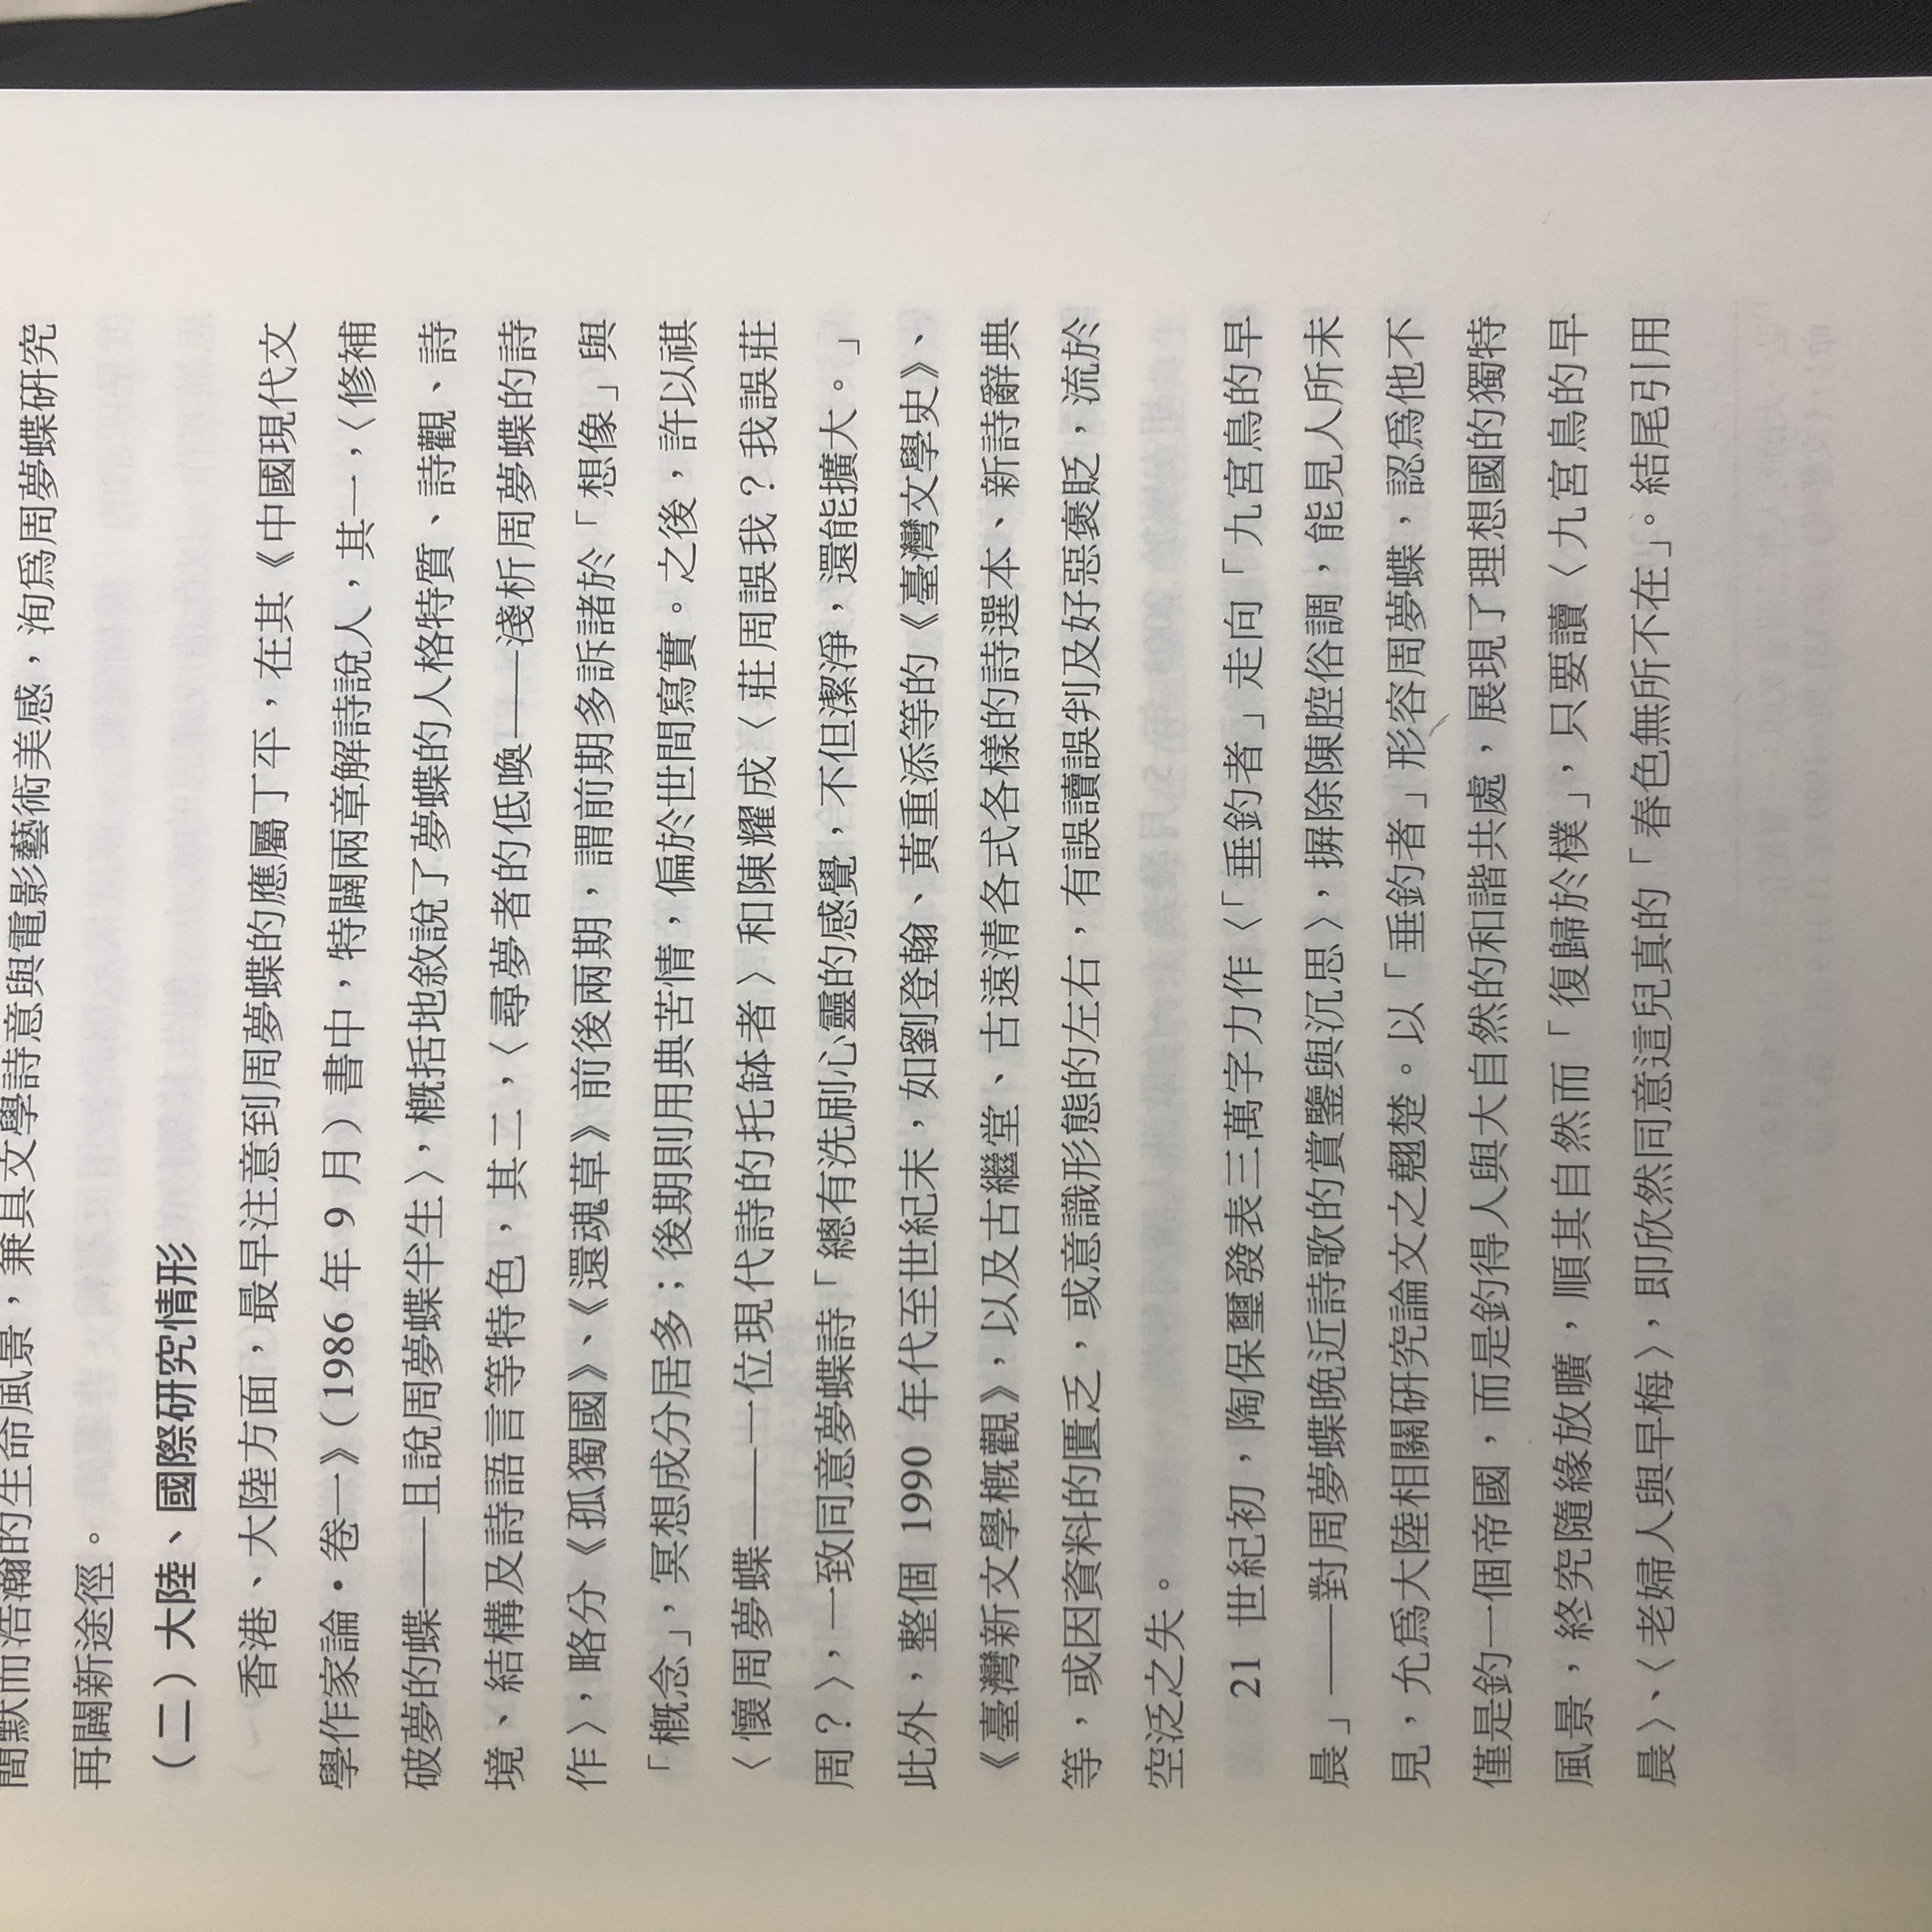 間默而浩瀚的生命風景，兼具文學詩意與電影藝術美感，洵爲周夢蝶研究
再闢新途徑。
（二）大陸、國際研究情形
香港、大陸方面，最早注意到周夢蝶的應屬丁平，在其《中國現代文
學作家論・卷一》（1986 年 9 月）書中，特闢兩章解詩說人，其一，〈修補
破夢的蝶——且說周夢蝶半生〉，概括地敘說了夢蝶的人格特質、詩觀、詩
境、結構及詩語言等特色，其二，〈尋夢者的低喚——淺析周夢蝶的詩
作〉，略分《孤獨國》、《還魂草》前後兩期，謂前期多訴諸於「想像」與
「概念」，冥想成分居多；後期則用典苦情，偏於世間寫實。之後，許以祺
〈懷周夢蝶——一位現代詩的托缽者〉和陳耀成〈莊周誤我？我誤莊
周？〉，一致同意夢蝶詩「總有洗刷心靈的感覺，不但潔淨，還能擴大。」
此外，整個 1990 年代至世紀末，如劉登翰、黃重添等的《臺灣文學史》、
《臺灣新文學概觀》，以及古繼堂、古遠清各式各樣的詩選本、新詩辭典
等，或因資料的匱乏，或意識形態的左右，有誤讀誤判及好惡褒貶，流於
空泛之失。
21 世紀初，陶保璽發表三萬字力作〈「垂釣者」走向「九宮鳥的早
晨」——對周夢蝶晚近詩歌的賞鑒與沉思〉，摒除陳腔俗調，能見人所未
見，允爲大陸相關研究論文之翹楚。以「垂釣者」形容周夢蝶，認爲他不
僅是釣一個帝國，而是釣得人與大自然的和諧共處，展現了理想國的獨特
風景，終究隨緣放曠，順其自然而「復歸於樸」，只要讀〈九宮鳥的早
晨〉、〈老婦人與早梅〉，即欣然同意這兒真的「春色無所不在」。結尾引用